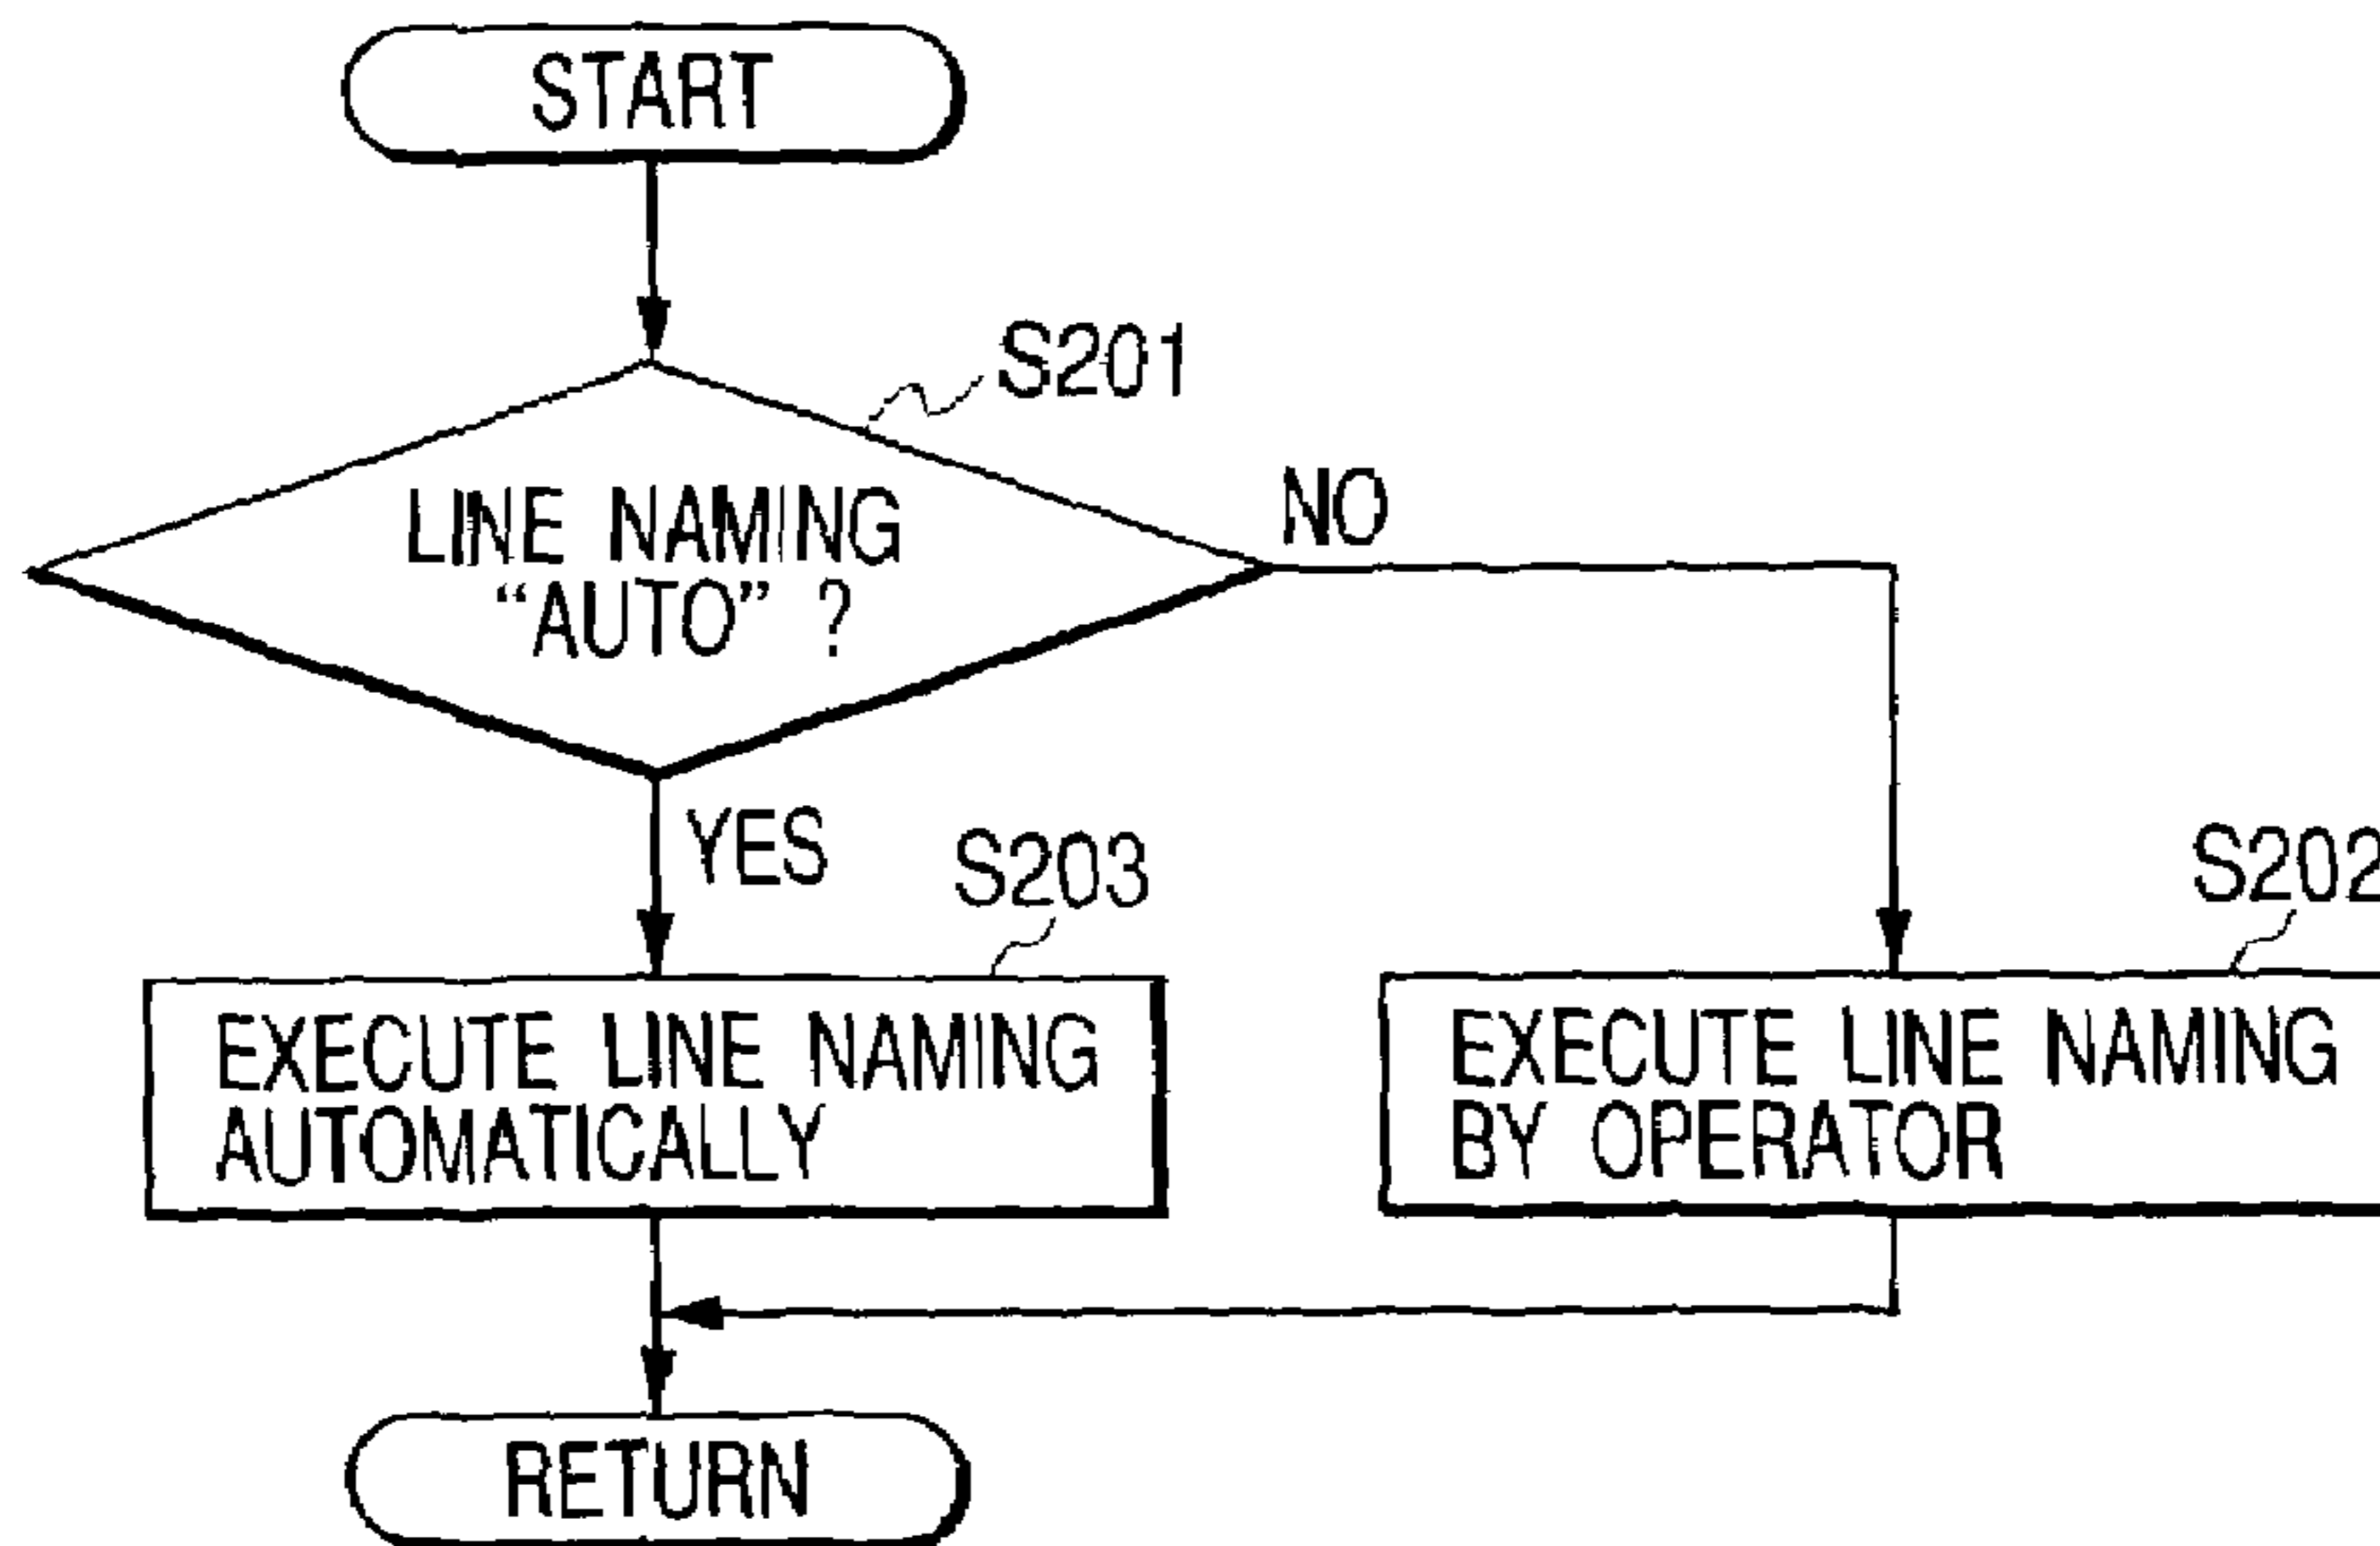 START
S201
LINE NAMING
“AUTO” ?
NO
YES
S203
S202
EXECUTE LINE NAMING
AUTOMATICALLY
EXECUTE LINE NAMING
BY OPERATOR
RETURN